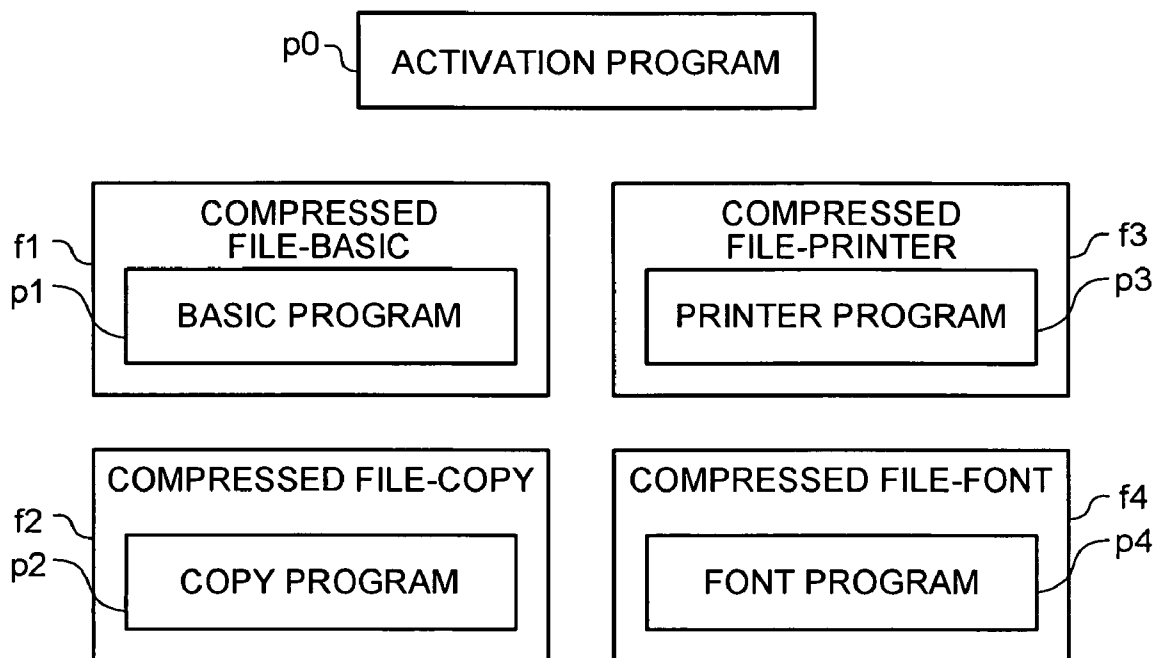 p0
ACTIVATION PROGRAM
f1
COMPRESSED
FILE-BASIC
p1
BASIC PROGRAM
COMPRESSED
FILE-PRINTER
f3
PRINTER PROGRAM
p3
COMPRESSED FILE-COPY
f2
p2
COPY PROGRAM
COMPRESSED FILE-FONT
f4
FONT PROGRAM
p4